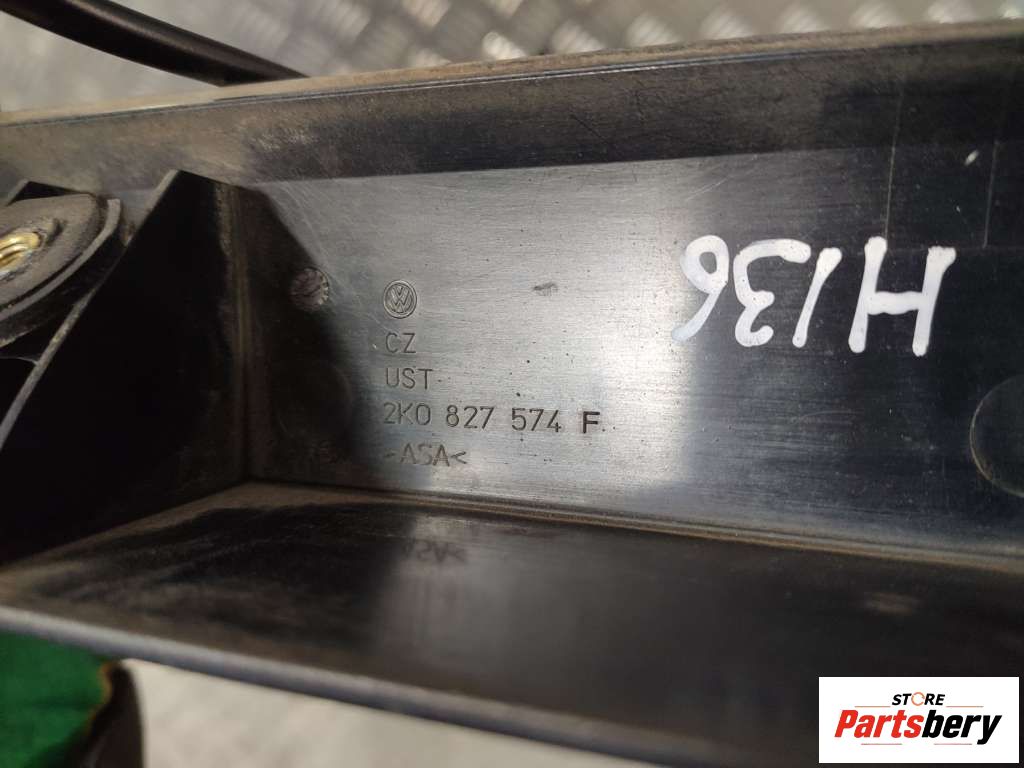 H136
CZ
UST
2K0 827 574 F
>ASA<
STORE
Partsbery